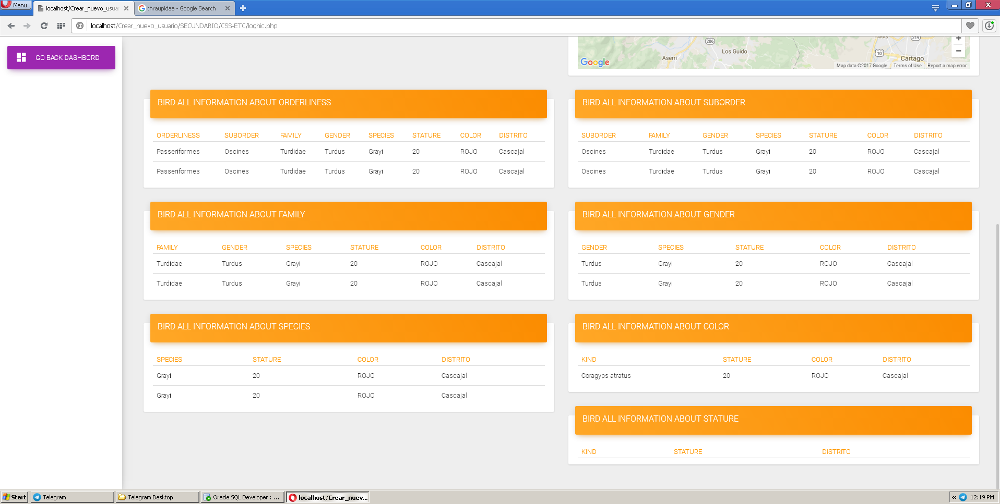 Menu
localhost/Crear_nuevo_usua
thraupidae - Google Search
localhost/Crear_nuevo_usuario/SECUNDARIO/CSS-ETC/loghic.php
GO BACK DASHBORD
206
TARAS
219
Los Guido
10
Aserri
Cartago
Google
Map data ©2017 Google
Terms of Use
Report a map error
BIRD ALL INFORMATION ABOUT ORDERLINESS
ORDERLINESS SUBORDER FAMILY GENDER SPECIES STATURE COLOR DISTRITO
Passeriformes Oscines Turdidae Turdus Grayi 20 ROJO Cascajal
Passeriformes Oscines Turdidae Turdus Grayi 20 ROJO Cascajal
BIRD ALL INFORMATION ABOUT SUBORDER
SUBORDER FAMILY GENDER SPECIES STATURE COLOR DISTRITO
Oscines Turdidae Turdus Grayi 20 ROJO Cascajal
Oscines Turdidae Turdus Grayi 20 ROJO Cascajal
BIRD ALL INFORMATION ABOUT FAMILY
FAMILY GENDER SPECIES STATURE COLOR DISTRITO
Turdidae Turdus Grayi 20 ROJO Cascajal
Turdidae Turdus Grayi 20 ROJO Cascajal
BIRD ALL INFORMATION ABOUT GENDER
GENDER SPECIES STATURE COLOR DISTRITO
Turdus Grayi 20 ROJO Cascajal
Turdus Grayi 20 ROJO Cascajal
BIRD ALL INFORMATION ABOUT SPECIES
SPECIES STATURE COLOR DISTRITO
Grayi 20 ROJO Cascajal
Grayi 20 ROJO Cascajal
BIRD ALL INFORMATION ABOUT COLOR
KIND STATURE COLOR DISTRITO
Coragyps atratus 20 ROJO Cascajal
BIRD ALL INFORMATION ABOUT STATURE
KIND STATURE DISTRITO
Start
Telegram
Telegram Desktop
Oracle SQL Developer : ...
localhost/Crear_nuev...
12:19 PM